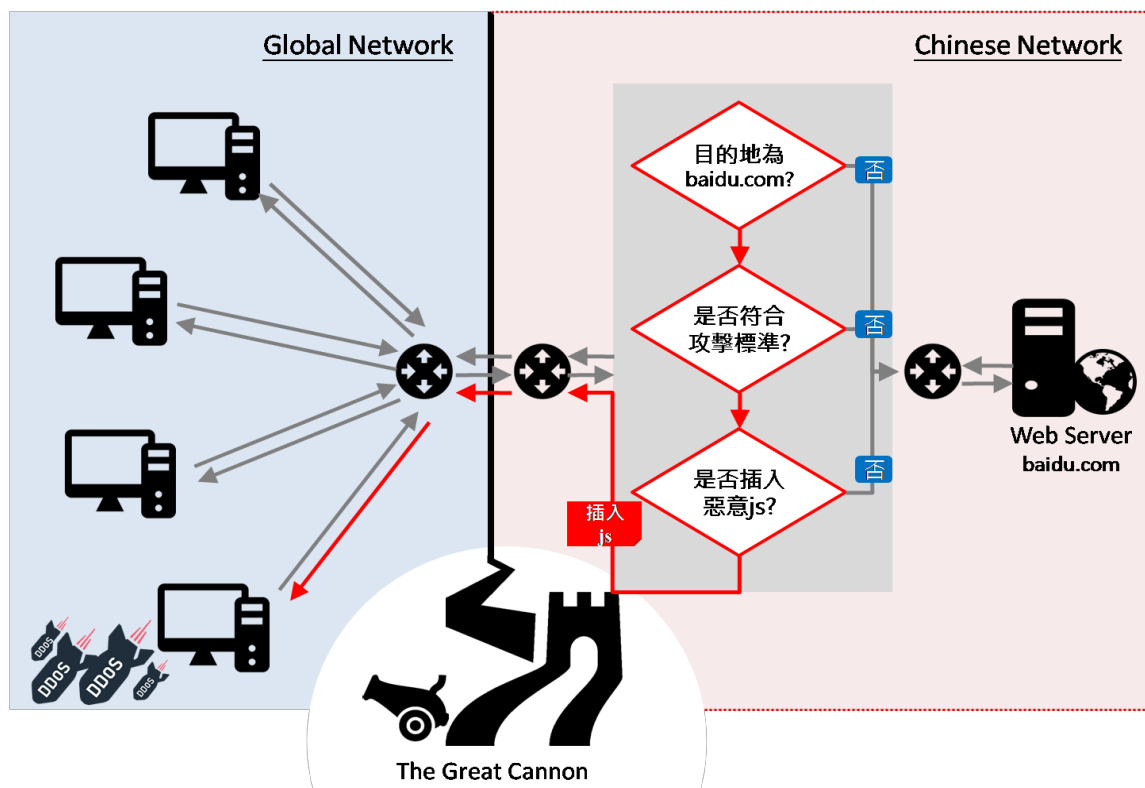 Global Network
Chinese Network
目的地為
baidu.com?
否
是否符合
攻擊標準?
否
Web Server
baidu.com
是否插入
惡意js?
否
插入
js
DDoS
DDoS
DDoS
DDoS
The Great Cannon